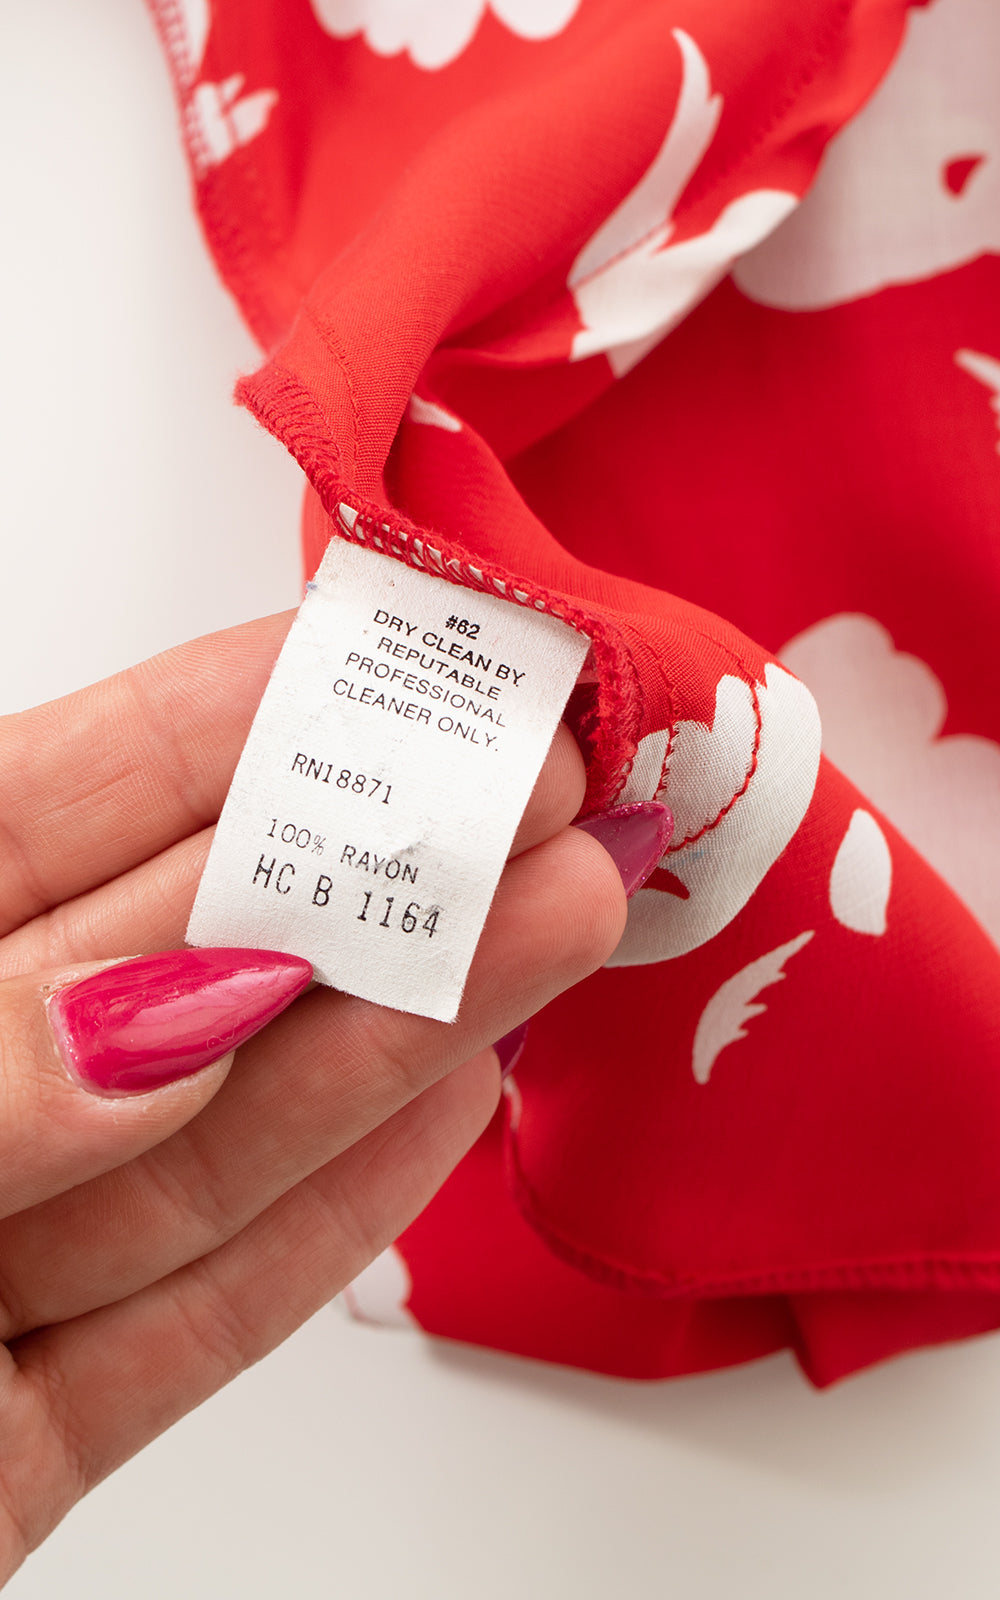 #62
DRY CLEAN BY
REPUTABLE
PROFESSIONAL
CLEANER ONLY.
RN18871
100% RAYON
HC B 1164